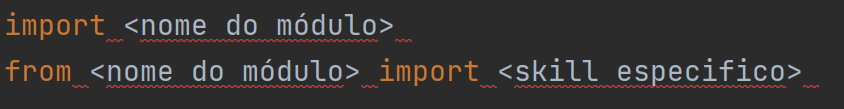 import <nome do módulo>
from <nome do módulo> import <skill especifico>